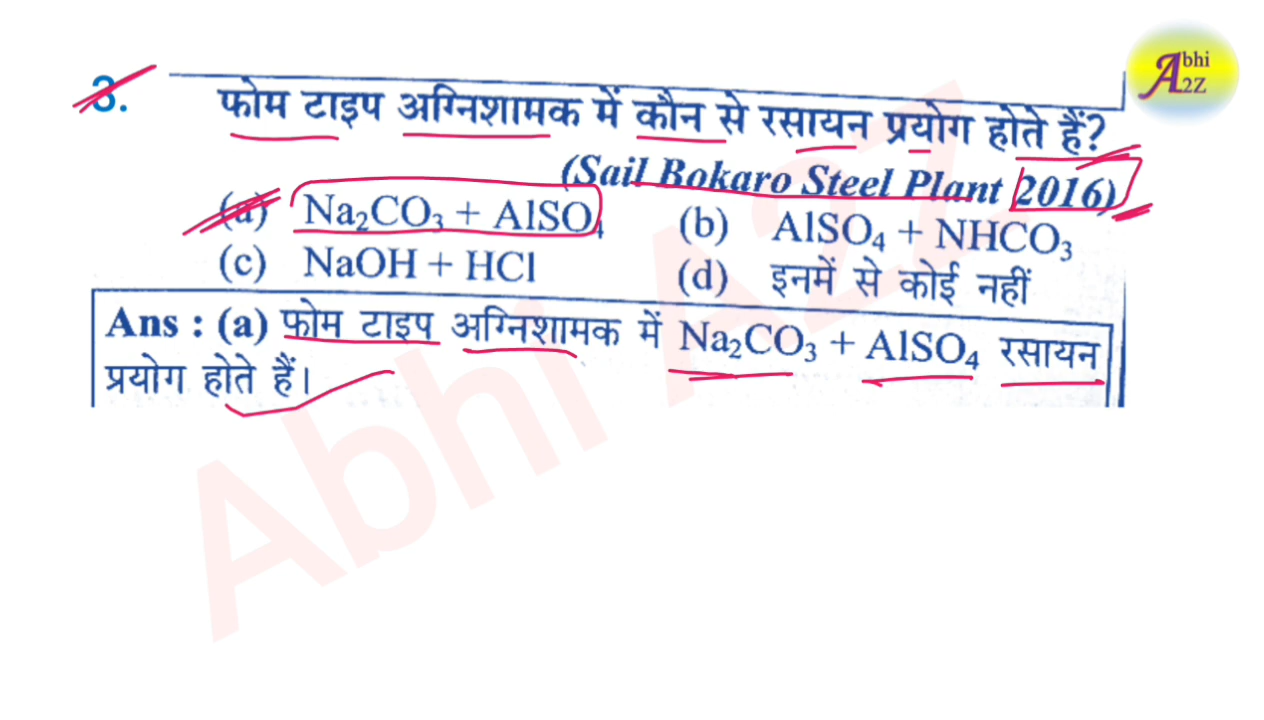 Abhi
A2Z
3. फोम टाइप अग्निशामक में कौन से रसायन प्रयोग होते हैं?
(Sail Bokaro Steel Plant 2016)
(a) Na₂CO₃ + AlSO₄ (b) AlSO₄ + NHCO₃
(c) NaOH + HCl (d) इनमें से कोई नहीं
Ans : (a) फोम टाइप अग्निशामक में Na₂CO₃ + AlSO₄ रसायन
प्रयोग होते हैं।
Abhi A2Z